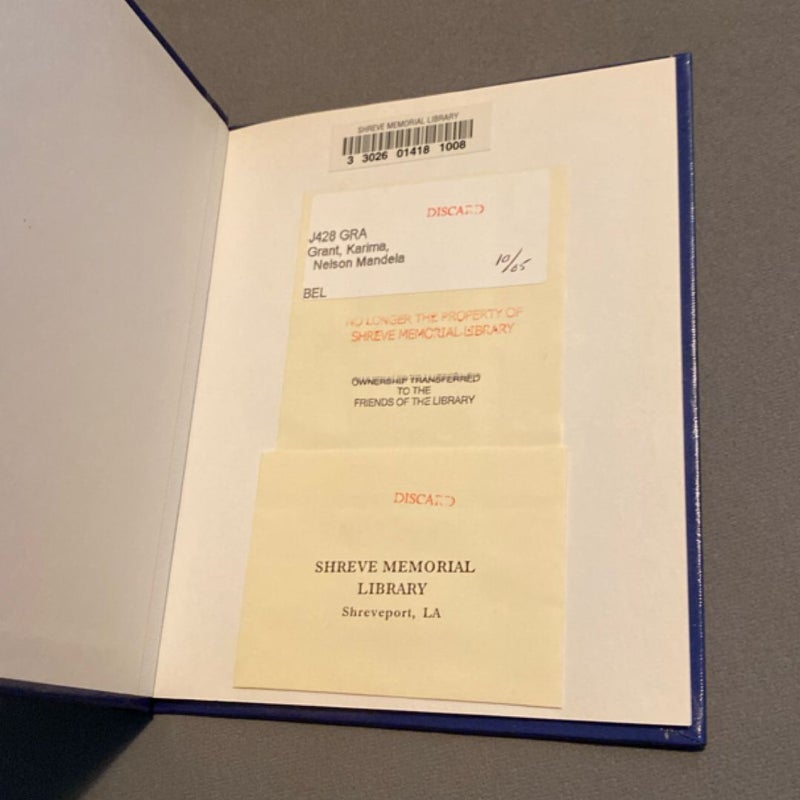 SHREVE MEMORIAL LIBRARY
3 3026 01418 1008
DISCARD
J428 GRA
Grant, Karima,
Nelson Mandela
10/05
BEL
NO LONGER THE PROPERTY OF
SHREVE MEMORIAL LIBRARY
OWNERSHIP TRANSFERRED
TO THE
FRIENDS OF THE LIBRARY
DISCARD
SHREVE MEMORIAL
LIBRARY
Shreveport, LA